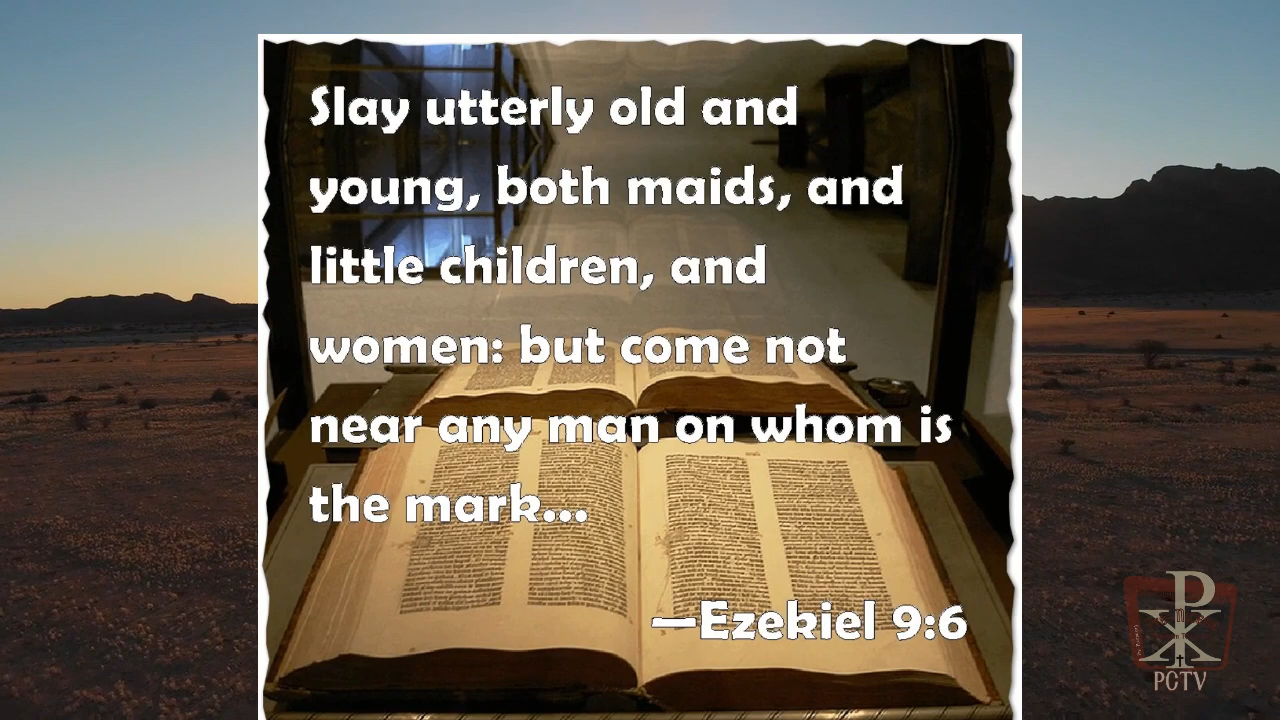 Slay utterly old and
young, both maids, and
little children, and
women: but come not
near any man on whom is
the mark...
—Ezekiel 9:6
PCTV